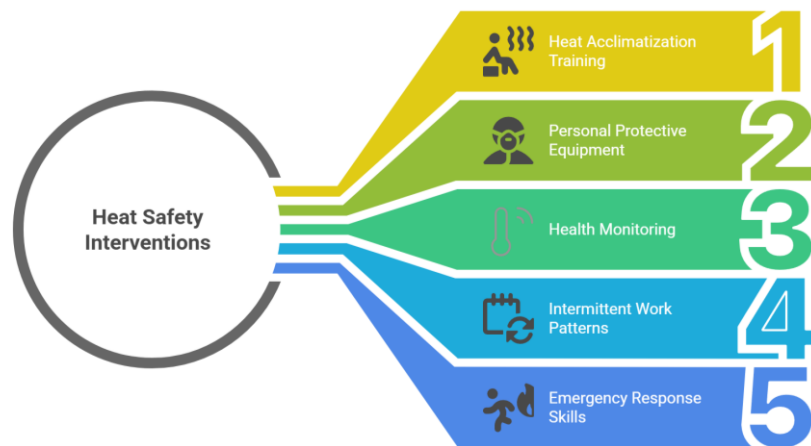 Heat Safety
Interventions
Heat Acclimatization
Training
1
Personal Protective
Equipment
2
Health Monitoring
3
Intermittent Work
Patterns
4
Emergency Response
Skills
5